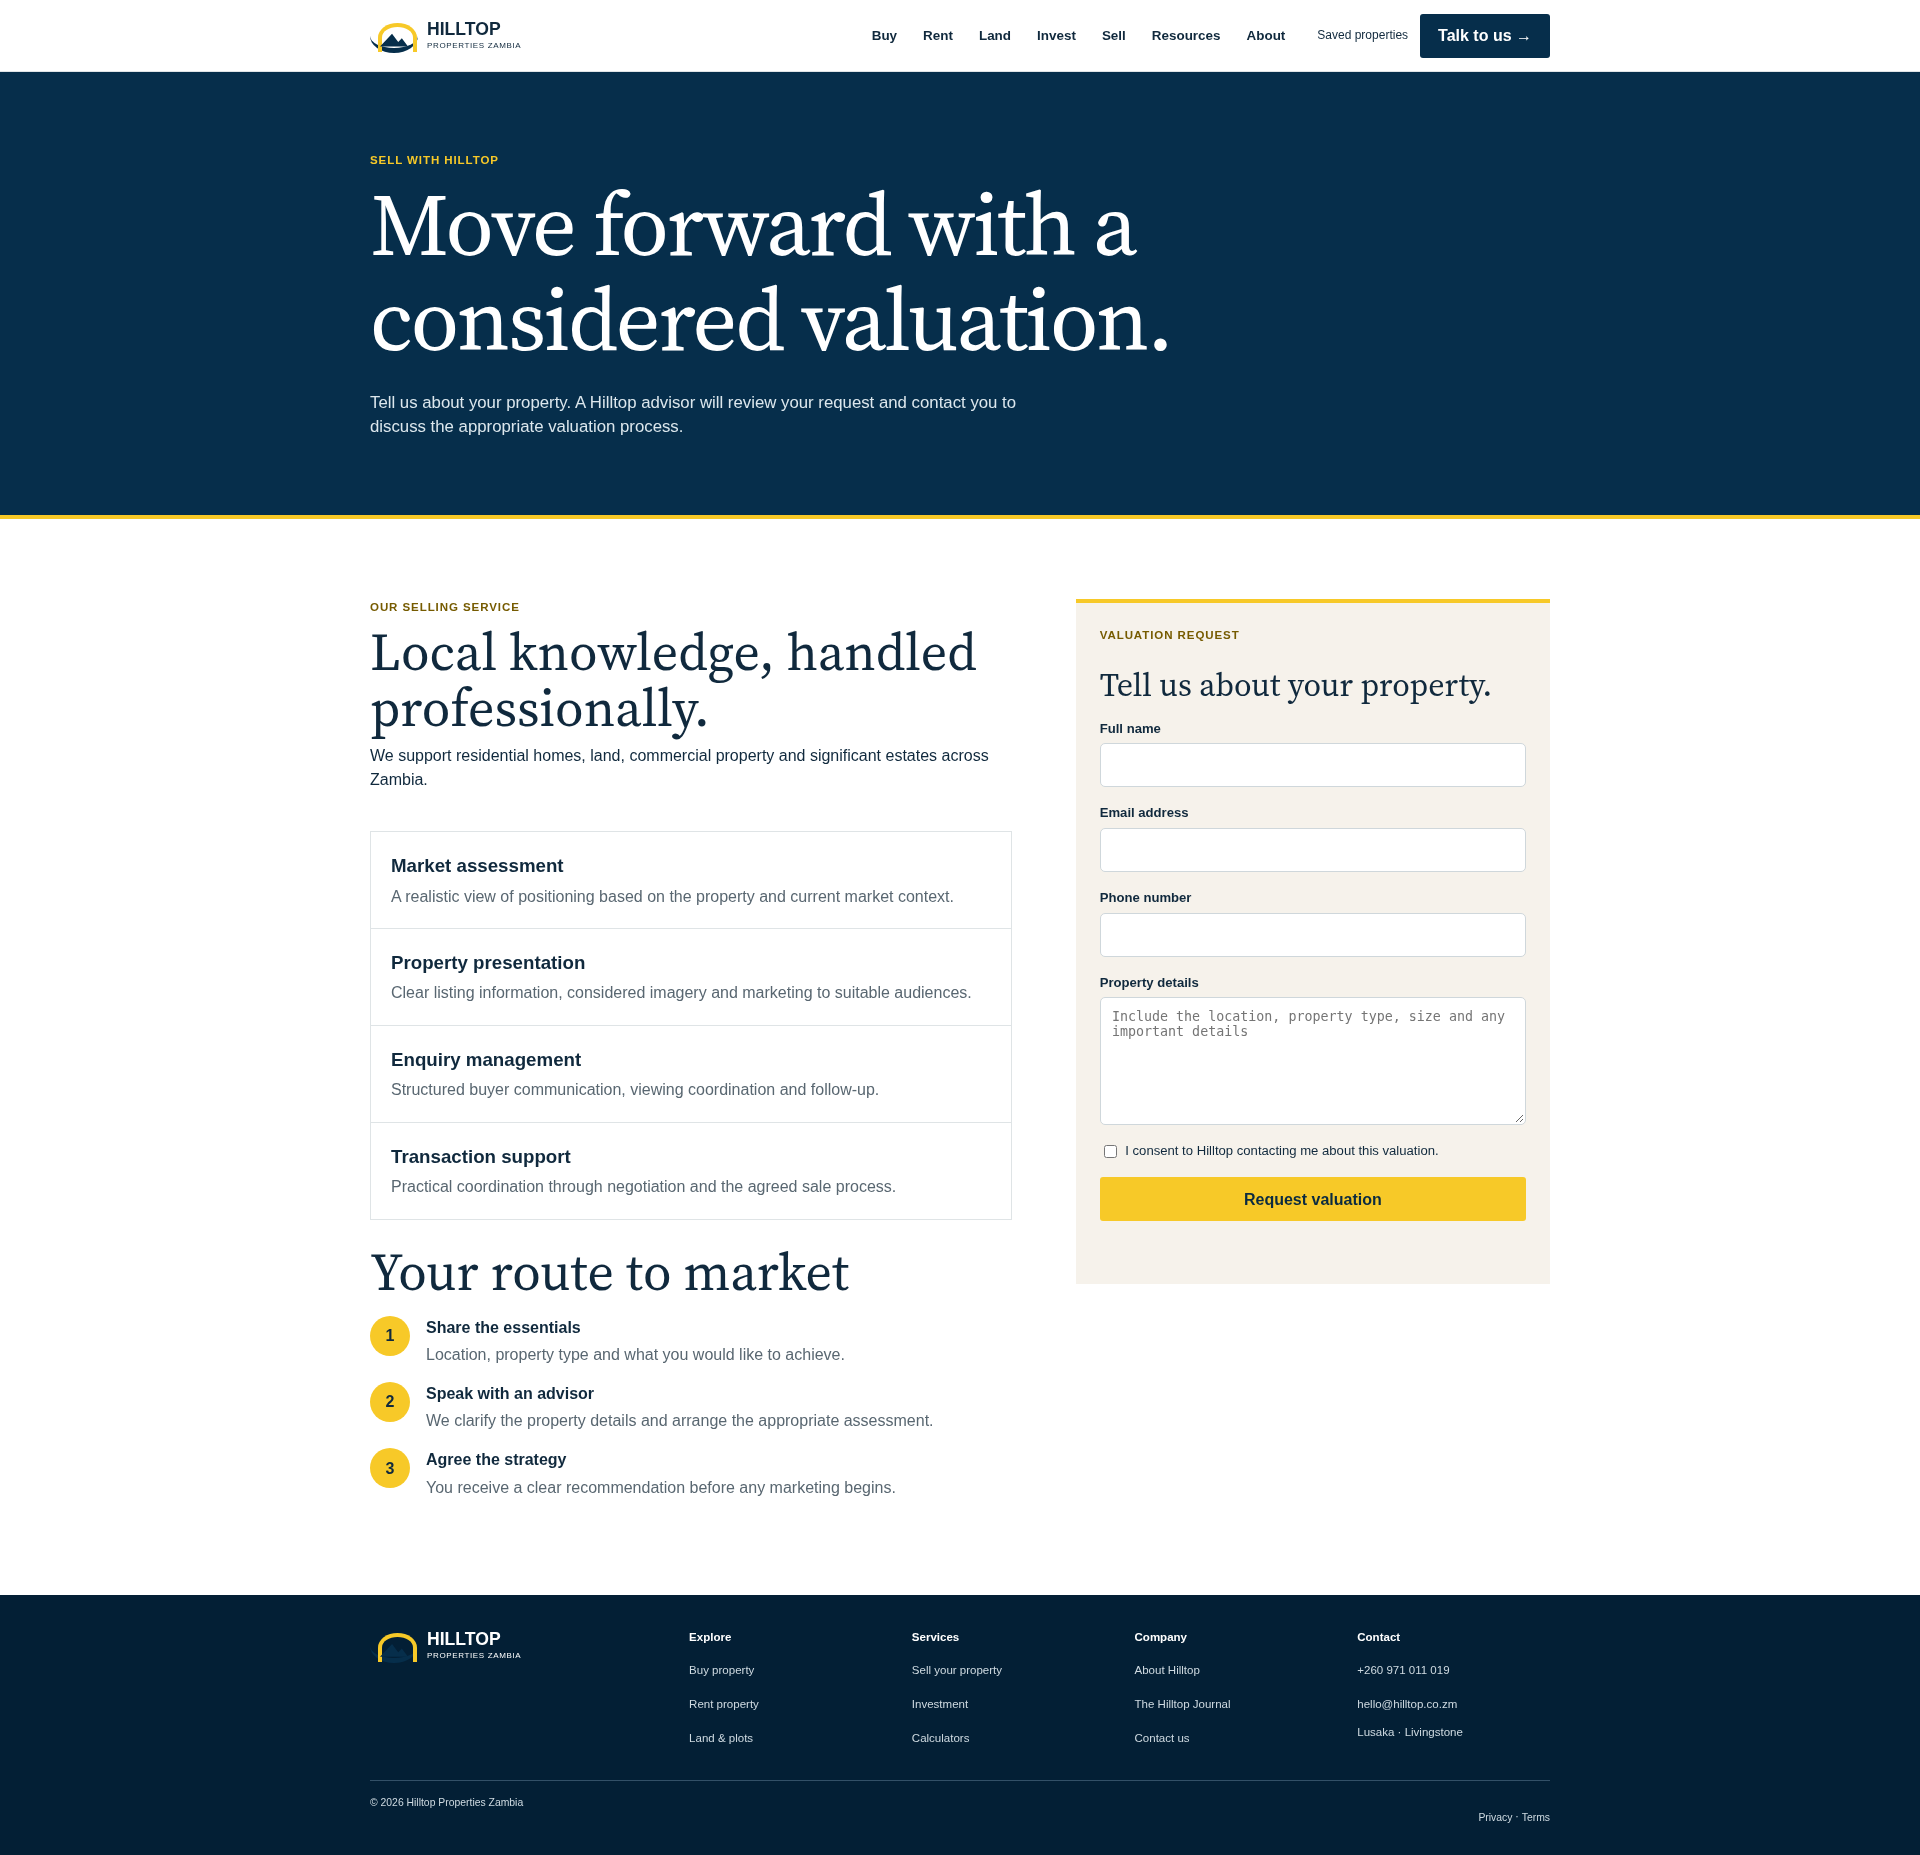 HILLTOP
PROPERTIES ZAMBIA
Buy Rent Land Invest Sell Resources About Saved properties Talk to us →
SELL WITH HILLTOP
Move forward with a
considered valuation.
Tell us about your property. A Hilltop advisor will review your request and contact you to
discuss the appropriate valuation process.
OUR SELLING SERVICE
Local knowledge, handled
professionally.
We support residential homes, land, commercial property and significant estates across
Zambia.
Market assessment
A realistic view of positioning based on the property and current market context.
Property presentation
Clear listing information, considered imagery and marketing to suitable audiences.
Enquiry management
Structured buyer communication, viewing coordination and follow-up.
Transaction support
Practical coordination through negotiation and the agreed sale process.
Your route to market
1
Share the essentials
Location, property type and what you would like to achieve.
2
Speak with an advisor
We clarify the property details and arrange the appropriate assessment.
3
Agree the strategy
You receive a clear recommendation before any marketing begins.
VALUATION REQUEST
Tell us about your property.
Full name
Email address
Phone number
Property details
Include the location, property type, size and any
important details
I consent to Hilltop contacting me about this valuation.
Request valuation
HILLTOP
PROPERTIES ZAMBIA
Explore
Buy property
Rent property
Land & plots
Services
Sell your property
Investment
Calculators
Company
About Hilltop
The Hilltop Journal
Contact us
Contact
+260 971 011 019
hello@hilltop.co.zm
Lusaka · Livingstone
© 2026 Hilltop Properties Zambia
Privacy · Terms